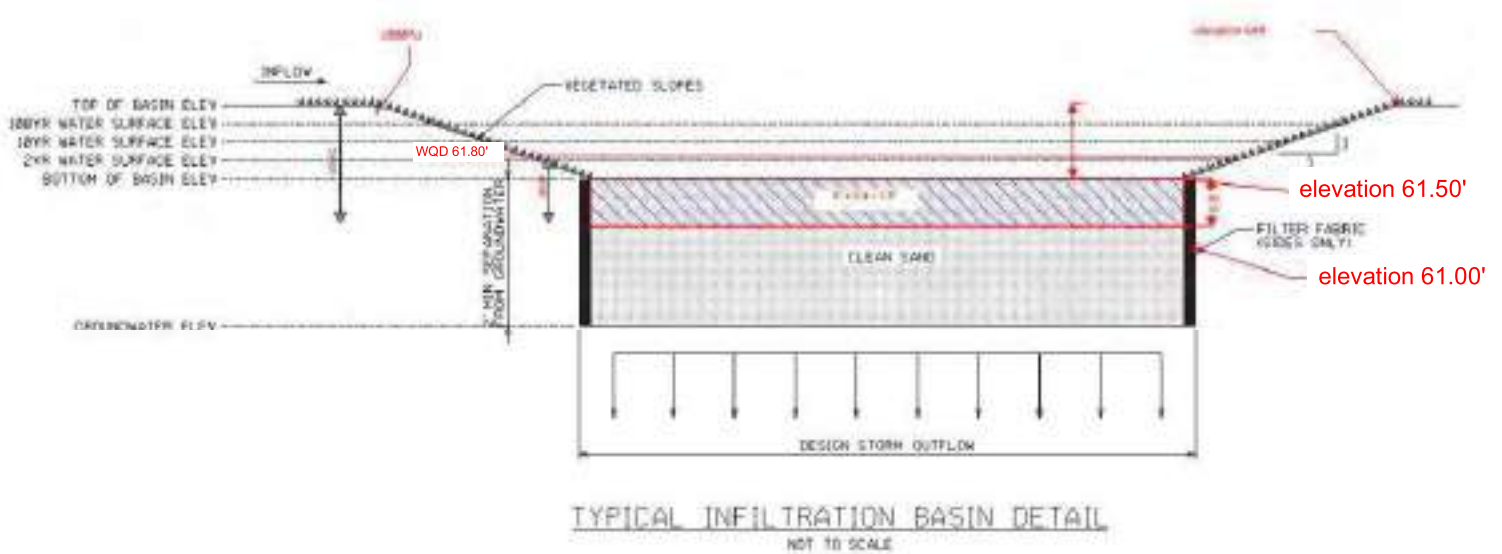 INFLOW
VEGETATED SLOPES
TOP OF BASIN ELEV
100YR WATER SURFACE ELEV
10YR WATER SURFACE ELEV
2YR WATER SURFACE ELEV
BOTTOM OF BASIN ELEV
WQD 61.80'
elevation 61.50'
FILTER FABRIC
(SIDES ONLY)
elevation 61.00'
CLEAN SAND
2' MIN SEPARATION
FROM GROUNDWATER
GROUNDWATER ELEV
DESIGN STORM OUTFLOW
TYPICAL INFILTRATION BASIN DETAIL
NOT TO SCALE